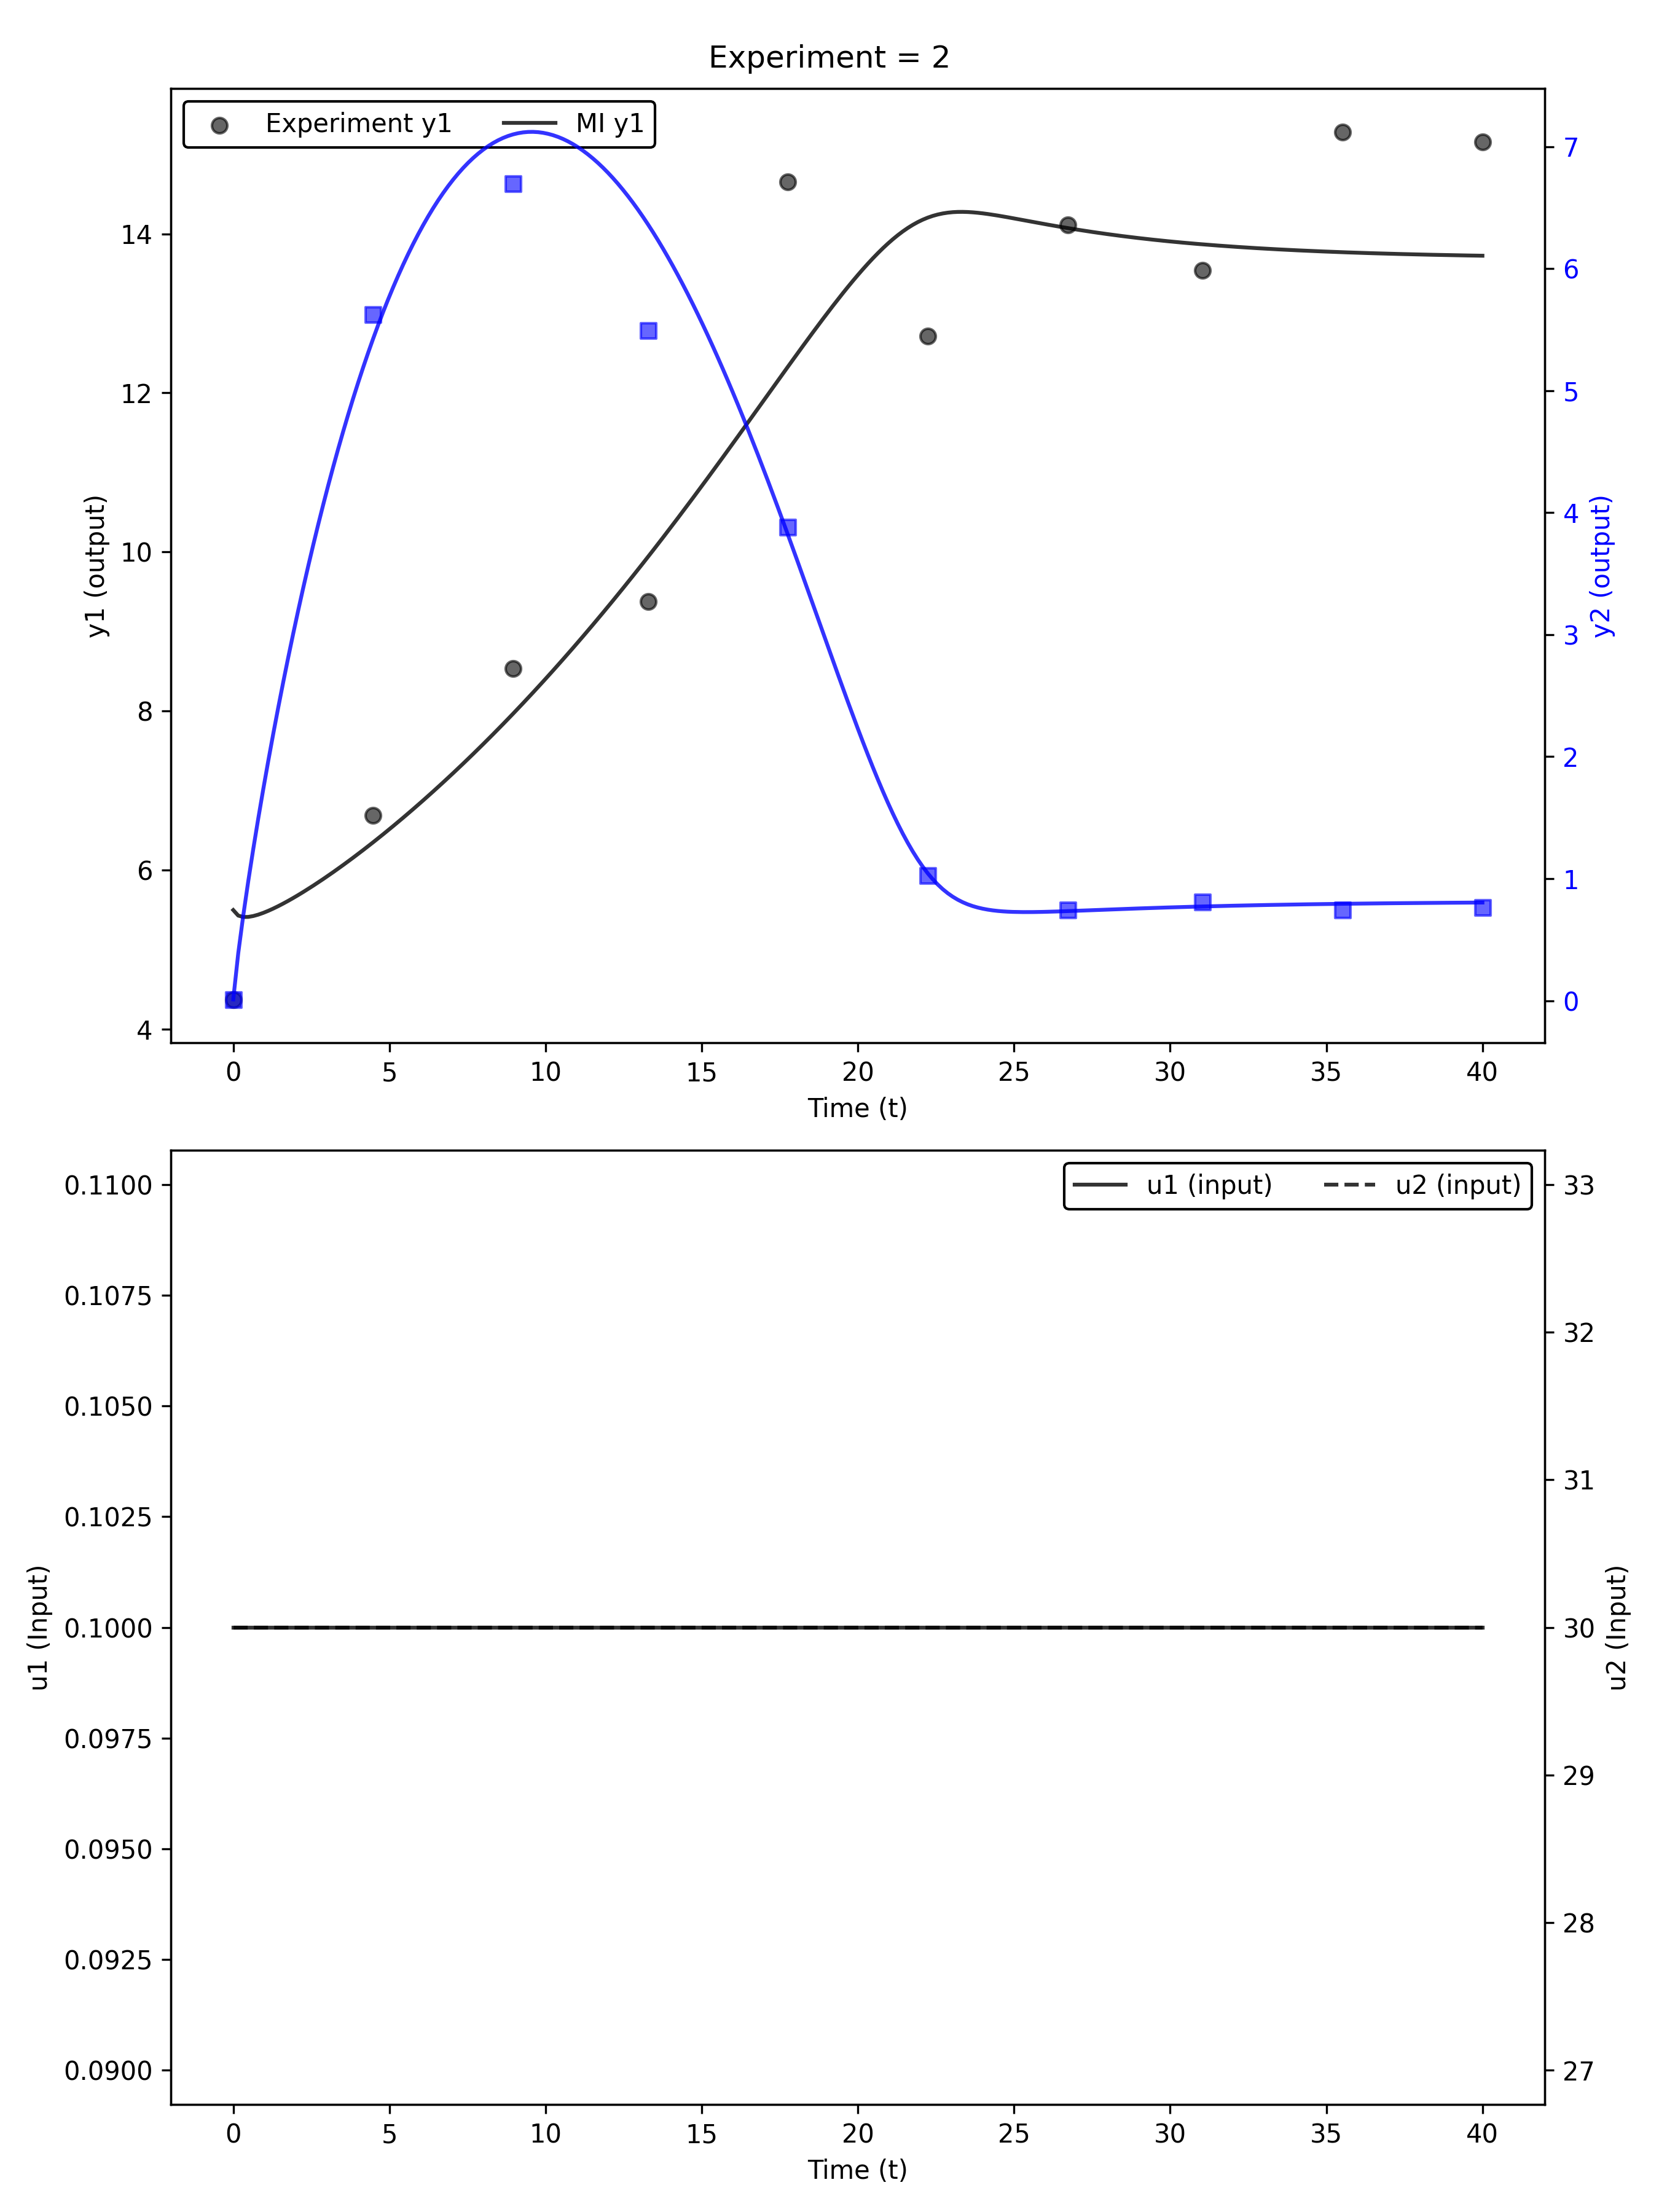 Experiment = 2
Experiment y1 MI y1
14
12
10
8
6
4
y1 (output)
7
6
5
4
3
2
1
0
y2 (output)
0 5 10 15 20 25 30 35 40
Time (t)
u1 (input) u2 (input)
0.1100
0.1075
0.1050
0.1025
0.1000
0.0975
0.0950
0.0925
0.0900
u1 (Input)
33
32
31
30
29
28
27
u2 (Input)
0 5 10 15 20 25 30 35 40
Time (t)